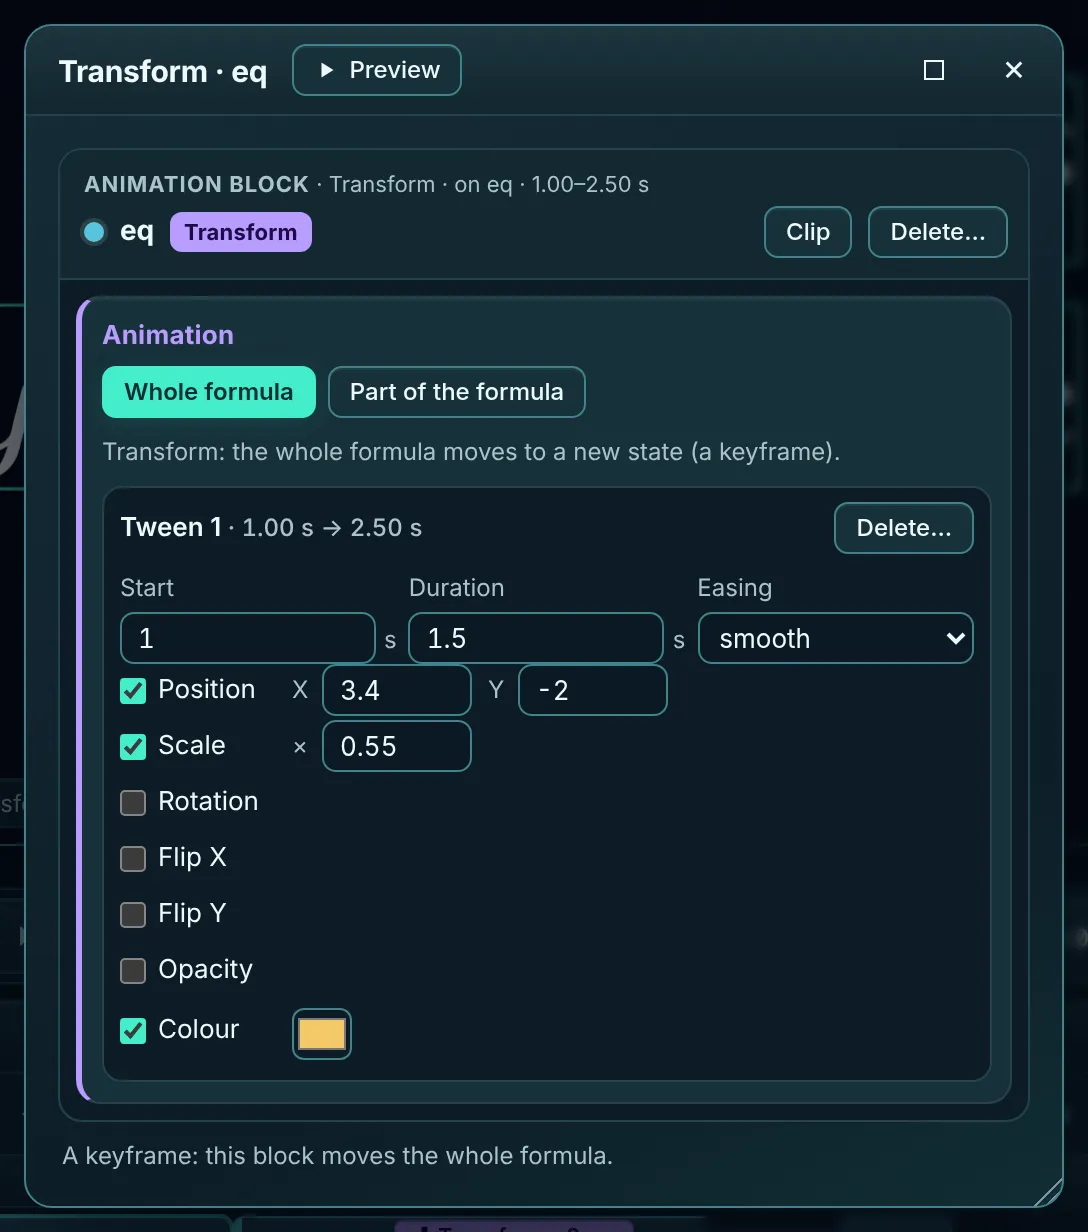 Transform · eq
Preview
ANIMATION BLOCK · Transform · on eq · 1.00–2.50 s
eq Transform
Clip
Delete...
Animation
Whole formula
Part of the formula
Transform: the whole formula moves to a new state (a keyframe).
Tween 1 · 1.00 s → 2.50 s
Delete...
Start
Duration
Easing
1 s
1.5 s
smooth
Position X 3.4 Y -2
Scale × 0.55
Rotation
Flip X
Flip Y
Opacity
Colour
A keyframe: this block moves the whole formula.